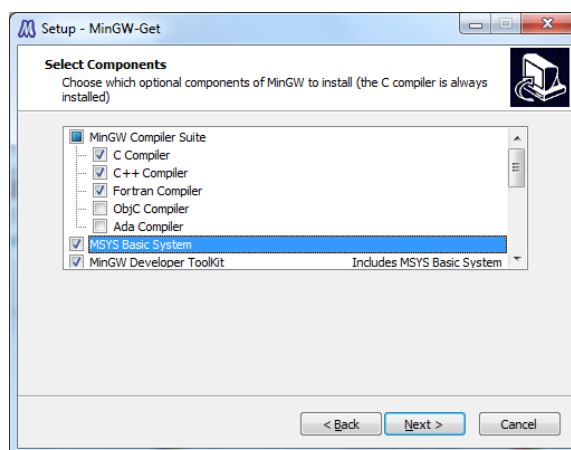 Setup - MinGW-Get
Select Components
Choose which optional components of MinGW to install (the C compiler is always
installed)
MinGW Compiler Suite
C Compiler
C++ Compiler
Fortran Compiler
ObjC Compiler
Ada Compiler
MSYS Basic System
MinGW Developer ToolKit Includes MSYS Basic System
< Back Next > Cancel